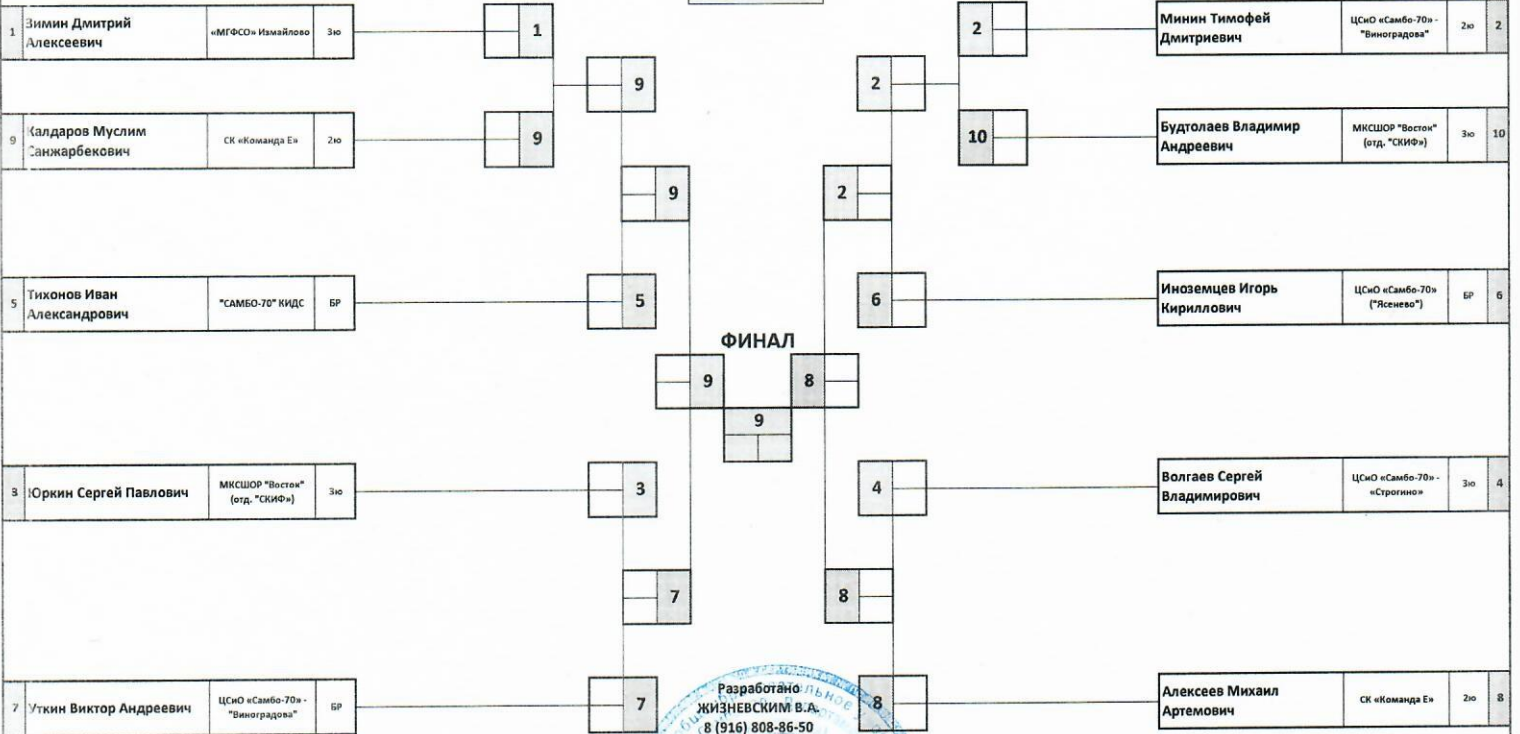 1 Зимин Дмитрий Алексеевич «МГФСО» Измайлово 3ю
1
2
Минин Тимофей Дмитриевич ЦСиО «Самбо-70» - "Виноградова" 2ю 2
9
2
9 Калдаров Муслим Санжарбекович СК «Команда Е» 2ю
9
10
Будтолаев Владимир Андреевич МКСШОР "Восток" (отд. "СКИФ») 3ю 10
9
2
5 Тихонов Иван Александрович "САМБО-70" КИДС БР
5
6
Иноземцев Игорь Кириллович ЦСиО «Самбо-70» ("Ясенево") БР 6
ФИНАЛ
9
8
9
3 Юркин Сергей Павлович МКСШОР "Восток" (отд. "СКИФ») 3ю
3
4
Волгаев Сергей Владимирович ЦСиО «Самбо-70» - «Строгино» 3ю 4
7
8
7 Уткин Виктор Андреевич ЦСиО «Самбо-70» - "Виноградова" БР
7
Разработано
ЖИЗНЕВСКИМ В.А.
8 (916) 808-86-50
8
Алексеев Михаил Артемович СК «Команда Е» 2ю 8